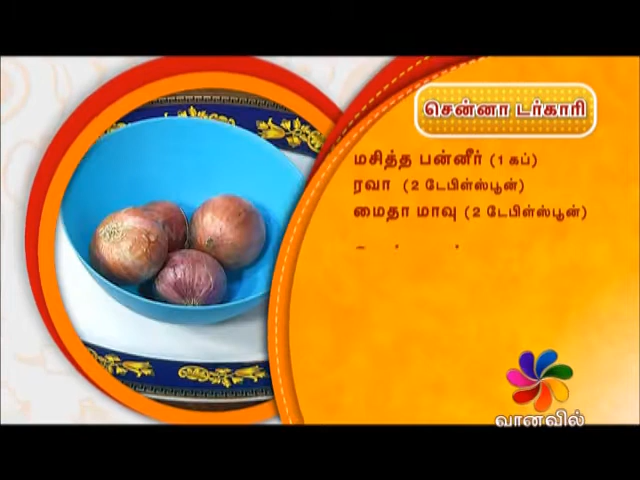 சென்னா டர்காரி
மசித்த பன்னீர் (1 கப்)
ரவா (2 டேபிள்ஸ்பூன்)
மைதா மாவு (2 டேபிள்ஸ்பூன்)
வானவில்